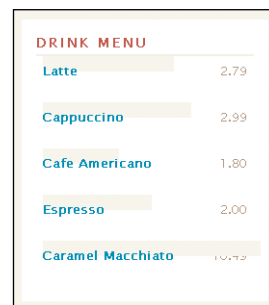 DRINK MENU
Latte 2.79
Cappuccino 2.99
Cafe Americano 1.80
Espresso 2.00
Caramel Macchiato